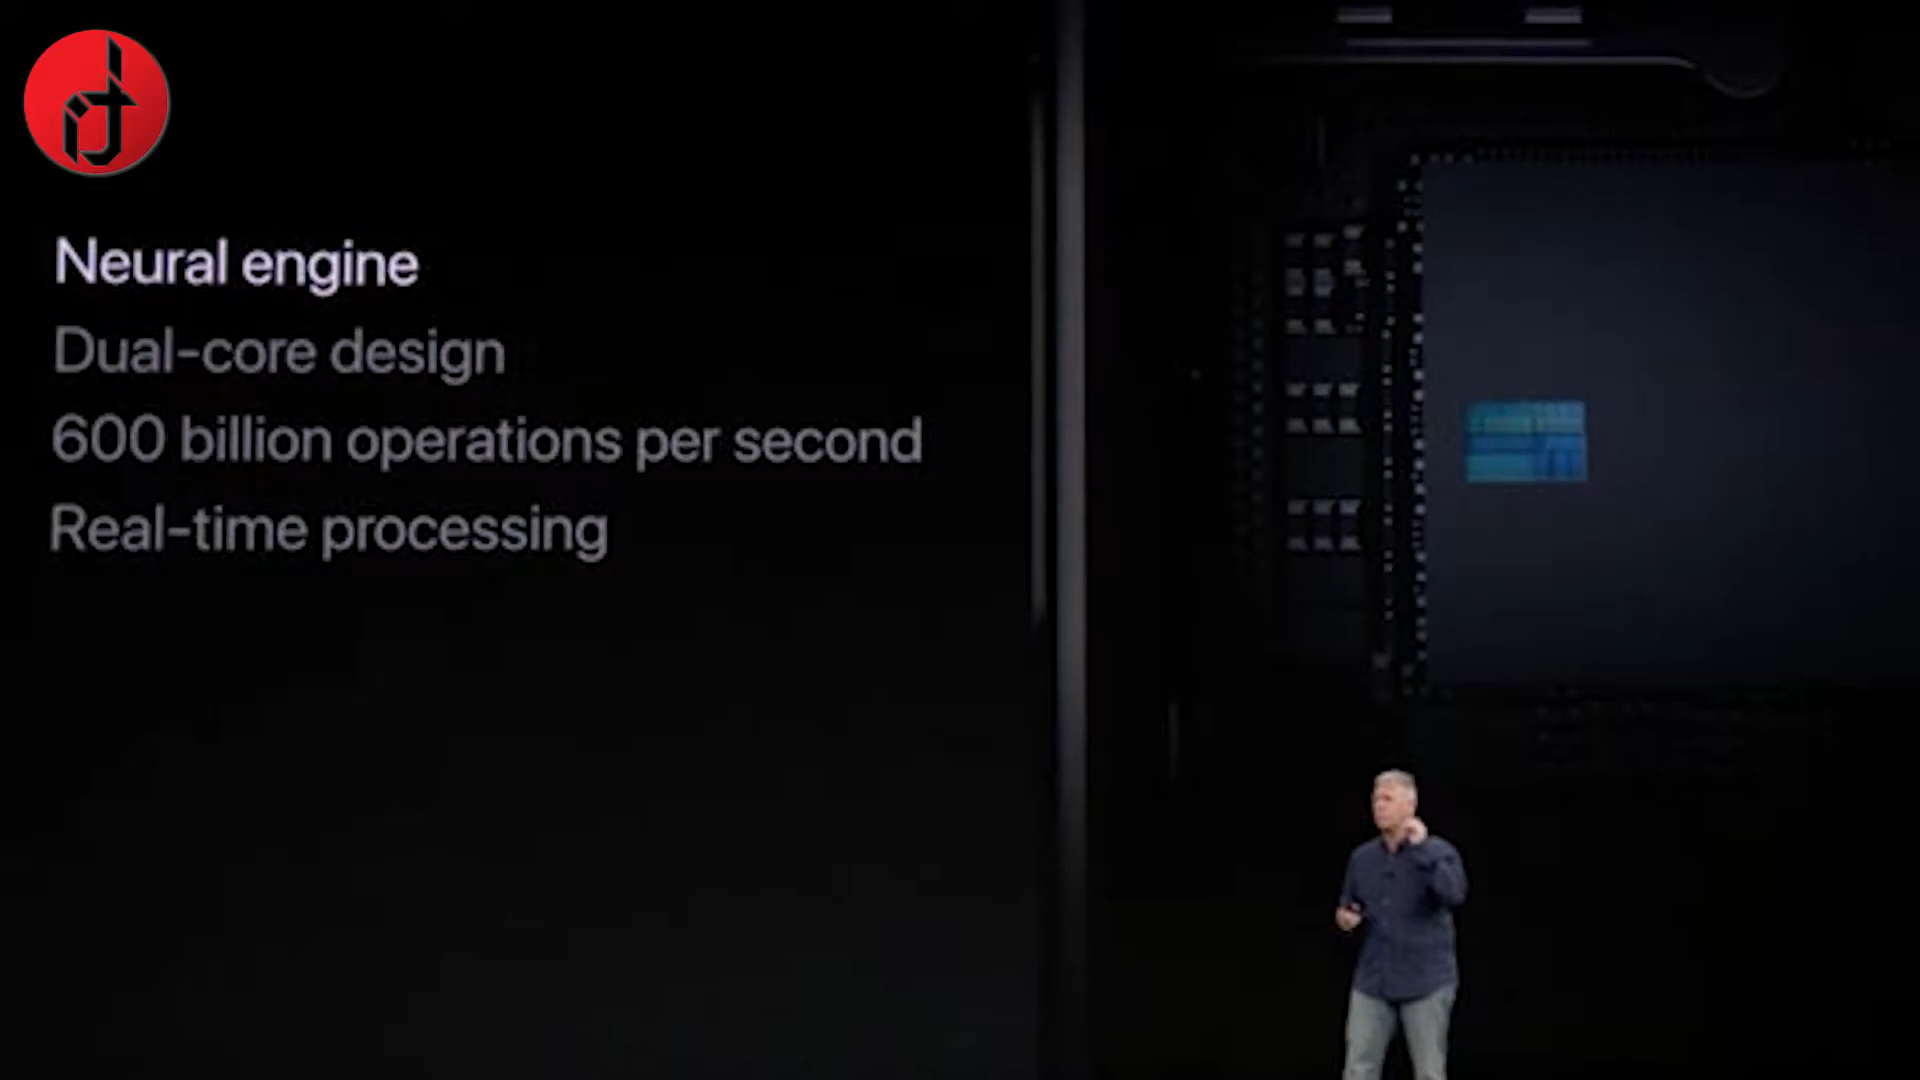 Neural engine
Dual-core design
600 billion operations per second
Real-time processing